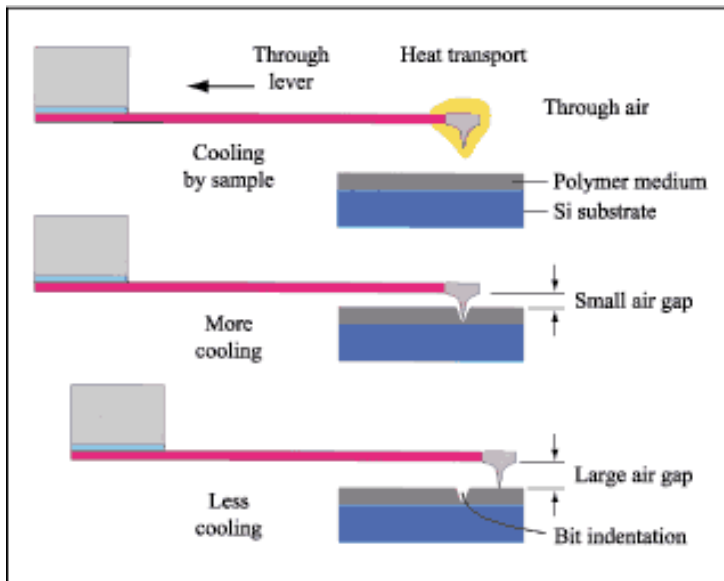 Through
lever
Heat transport
Through air
Cooling
by sample
Polymer medium
Si substrate
Small air gap
More
cooling
Large air gap
Less
cooling
Bit indentation